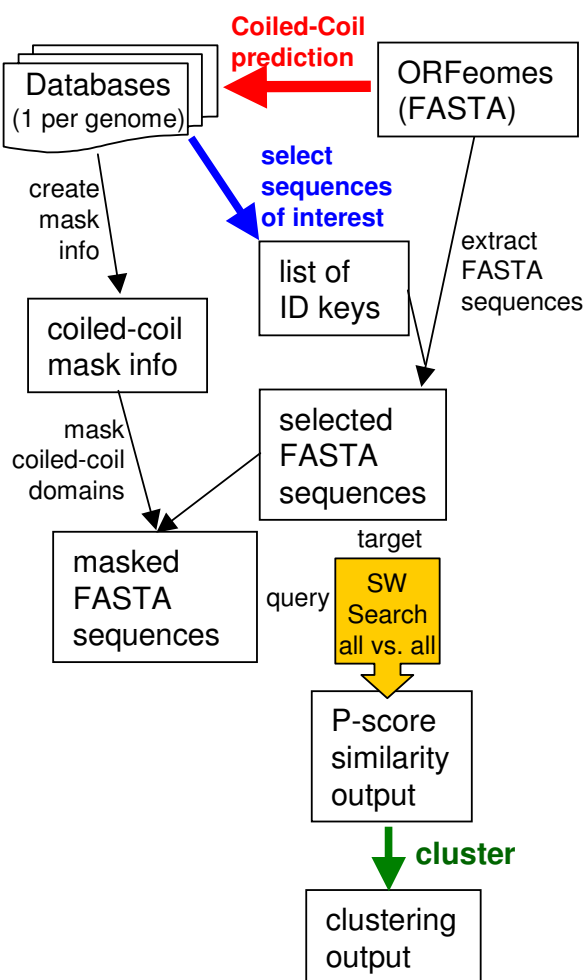 Coiled-Coil
prediction
Databases
(1 per genome)
ORFeomes
(FASTA)
select
sequences
of interest
create
mask
info
extract
FASTA
sequences
list of
ID keys
coiled-coil
mask info
selected
FASTA
sequences
mask
coiled-coil
domains
masked
FASTA
sequences
target
query
SW
Search
all vs. all
P-score
similarity
output
cluster
clustering
output